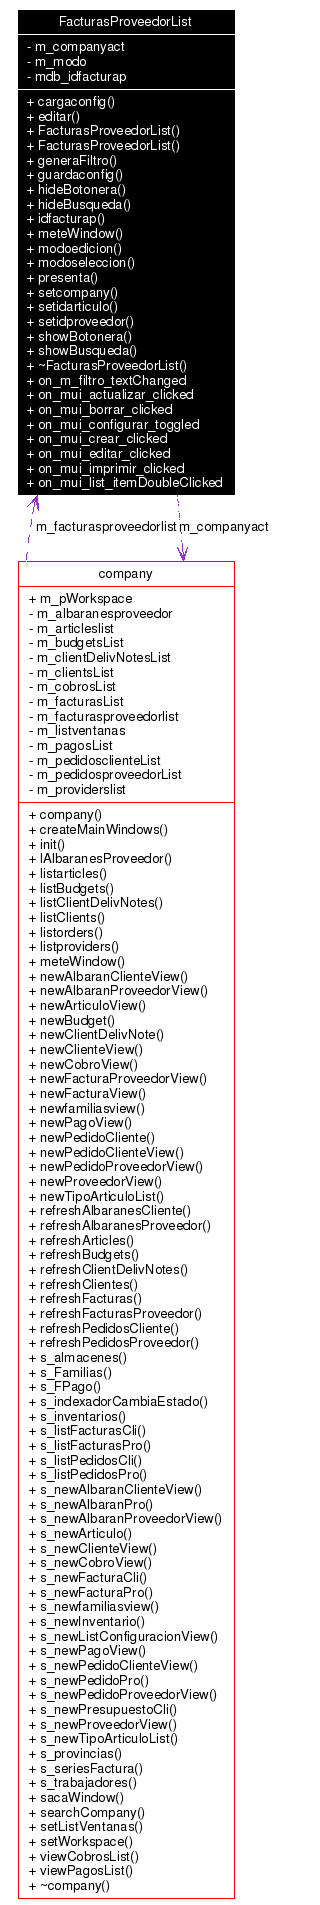 FacturasProveedorList
- m_companyact
- m_modo
- mdb_idfacturap
+ cargaconfig()
+ editar()
+ FacturasProveedorList()
+ FacturasProveedorList()
+ generaFiltro()
+ guardaconfig()
+ hideBotonera()
+ hideBusqueda()
+ idfacturap()
+ meteWindow()
+ modoedicion()
+ modoseleccion()
+ presenta()
+ setcompany()
+ setidarticulo()
+ setidproveedor()
+ showBotonera()
+ showBusqueda()
+ ~FacturasProveedorList()
+ on_m_filtro_textChanged
+ on_mui_actualizar_clicked
+ on_mui_borrar_clicked
+ on_mui_configurar_toggled
+ on_mui_crear_clicked
+ on_mui_editar_clicked
+ on_mui_imprimir_clicked
+ on_mui_list_itemDoubleClicked
m_facturasproveedorlist m_companyact
company
+ m_pWorkspace
- m_albaranesproveedor
- m_articleslist
- m_budgetsList
- m_clientDelivNotesList
- m_clientsList
- m_cobrosList
- m_facturasList
- m_facturasproveedorlist
- m_listventanas
- m_pagosList
- m_pedidosclienteList
- m_pedidosproveedorList
- m_providerslist
+ company()
+ createMainWindows()
+ init()
+ lAlbaranesProveedor()
+ listarticles()
+ listBudgets()
+ listClientDelivNotes()
+ listClients()
+ listorders()
+ listproviders()
+ meteWindow()
+ newAlbaranClienteView()
+ newAlbaranProveedorView()
+ newArticuloView()
+ newBudget()
+ newClientDelivNote()
+ newClienteView()
+ newCobroView()
+ newFacturaProveedorView()
+ newFacturaView()
+ newfamiliasview()
+ newPagoView()
+ newPedidoCliente()
+ newPedidoClienteView()
+ newPedidoProveedorView()
+ newProveedorView()
+ newTipoArticuloList()
+ refreshAlbaranesCliente()
+ refreshAlbaranesProveedor()
+ refreshArticles()
+ refreshBudgets()
+ refreshClientDelivNotes()
+ refreshClientes()
+ refreshFacturas()
+ refreshFacturasProveedor()
+ refreshPedidosCliente()
+ refreshPedidosProveedor()
+ s_almacenes()
+ s_Familias()
+ s_FPago()
+ s_indexadorCambiaEstado()
+ s_inventarios()
+ s_listFacturasCli()
+ s_listFacturasPro()
+ s_listPedidosCli()
+ s_listPedidosPro()
+ s_newAlbaranClienteView()
+ s_newAlbaranPro()
+ s_newAlbaranProveedorView()
+ s_newArticulo()
+ s_newClienteView()
+ s_newCobroView()
+ s_newFacturaCli()
+ s_newFacturaPro()
+ s_newfamiliasview()
+ s_newInventario()
+ s_newListConfiguracionView()
+ s_newPagoView()
+ s_newPedidoClienteView()
+ s_newPedidoPro()
+ s_newPedidoProveedorView()
+ s_newPresupuestoCli()
+ s_newProveedorView()
+ s_newTipoArticuloList()
+ s_provincias()
+ s_seriesFactura()
+ s_trabajadores()
+ sacaWindow()
+ searchCompany()
+ setListVentanas()
+ setWorkspace()
+ viewCobrosList()
+ viewPagosList()
+ ~company()